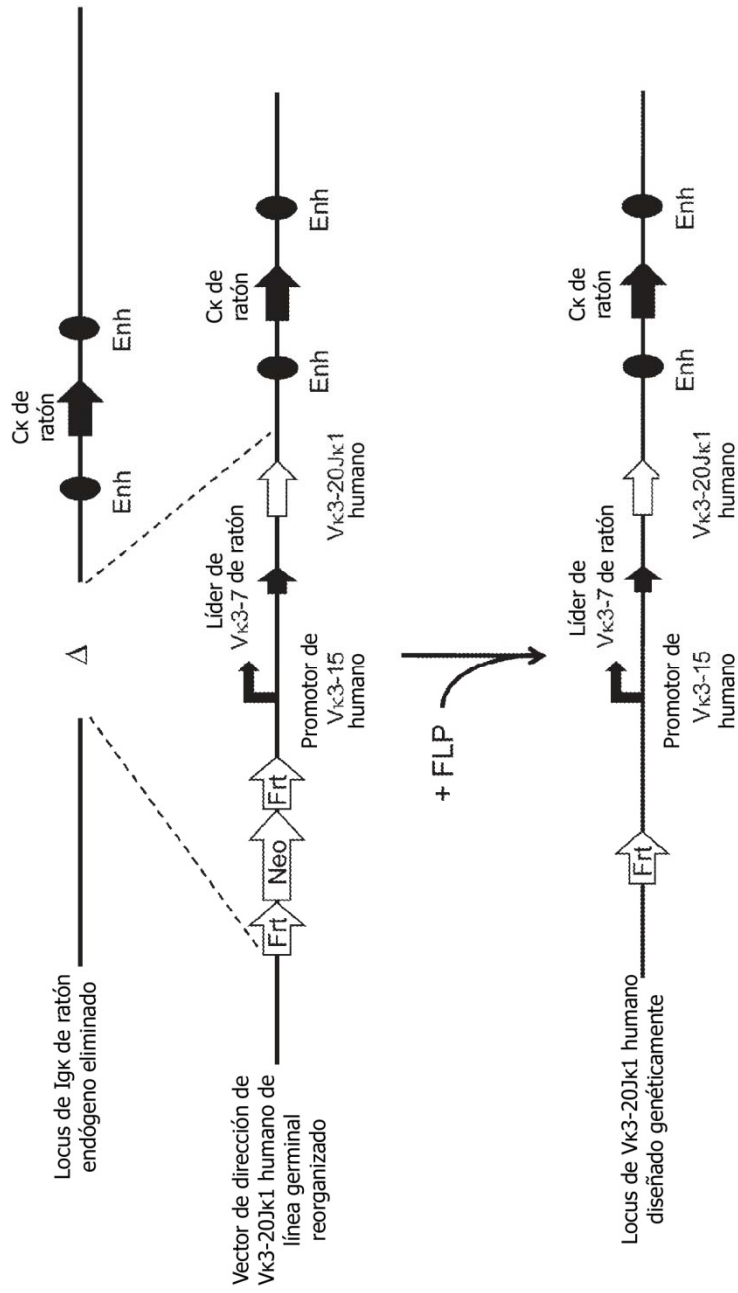 Locus de Igκ de ratón
endógeno eliminado
Δ
Enh
Cκ de
ratón
Enh
Vector de dirección de
Vκ3-20Jκ1 humano de
línea germinal
reorganizado
Frt
Neo
Frt
Promotor de
Vκ3-15
humano
Líder de
Vκ3-7 de ratón
Vκ3-20Jκ1
humano
Enh
Cκ de
ratón
Enh
+ FLP
Locus de Vκ3-20Jκ1 humano
diseñado genéticamente
Frt
Promotor de
Vκ3-15
humano
Líder de
Vκ3-7 de ratón
Vκ3-20Jκ1
humano
Enh
Cκ de
ratón
Enh